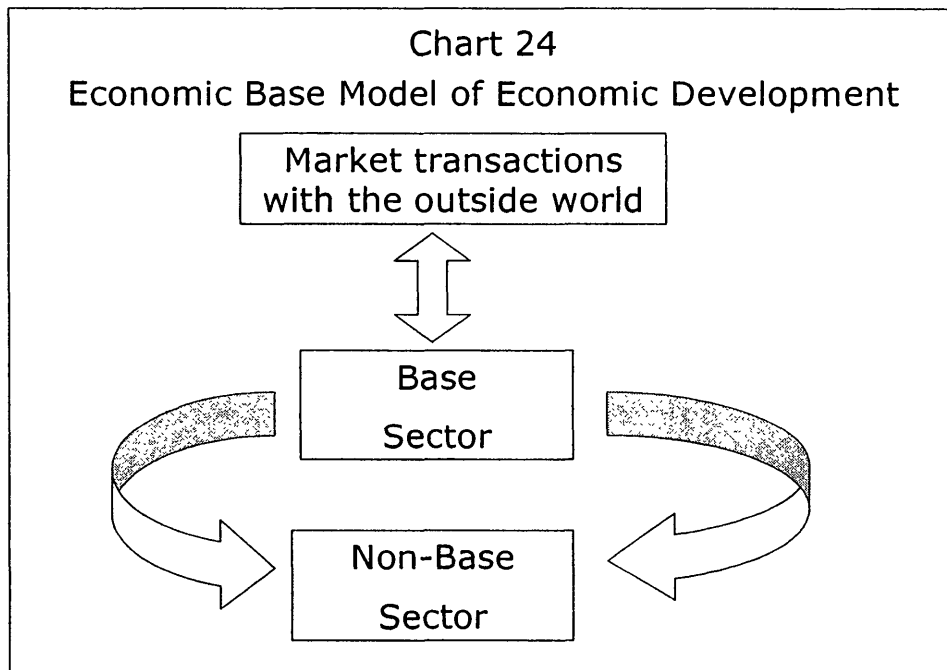 Chart 24
Economic Base Model of Economic Development
Market transactions
with the outside world
Base
Sector
Non-Base
Sector